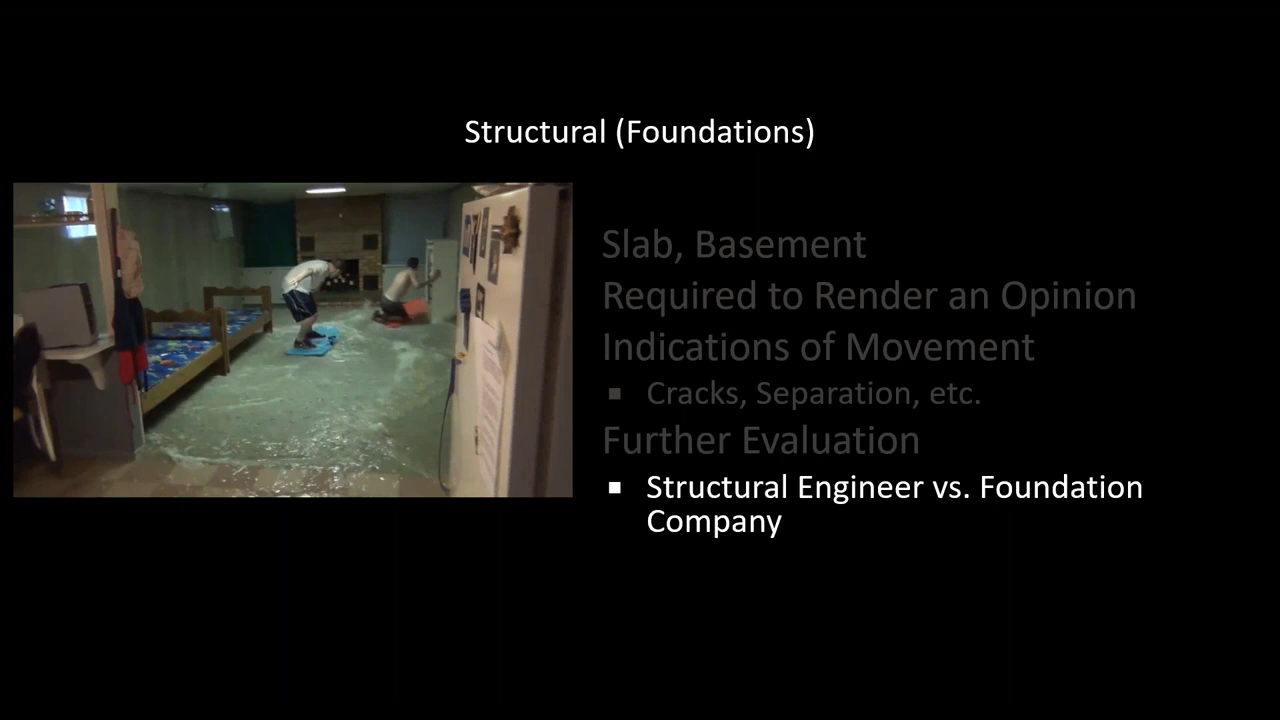 Structural (Foundations)
Slab, Basement
Required to Render an Opinion
Indications of Movement
▪ Cracks, Separation, etc.
Further Evaluation
▪ Structural Engineer vs. Foundation
Company